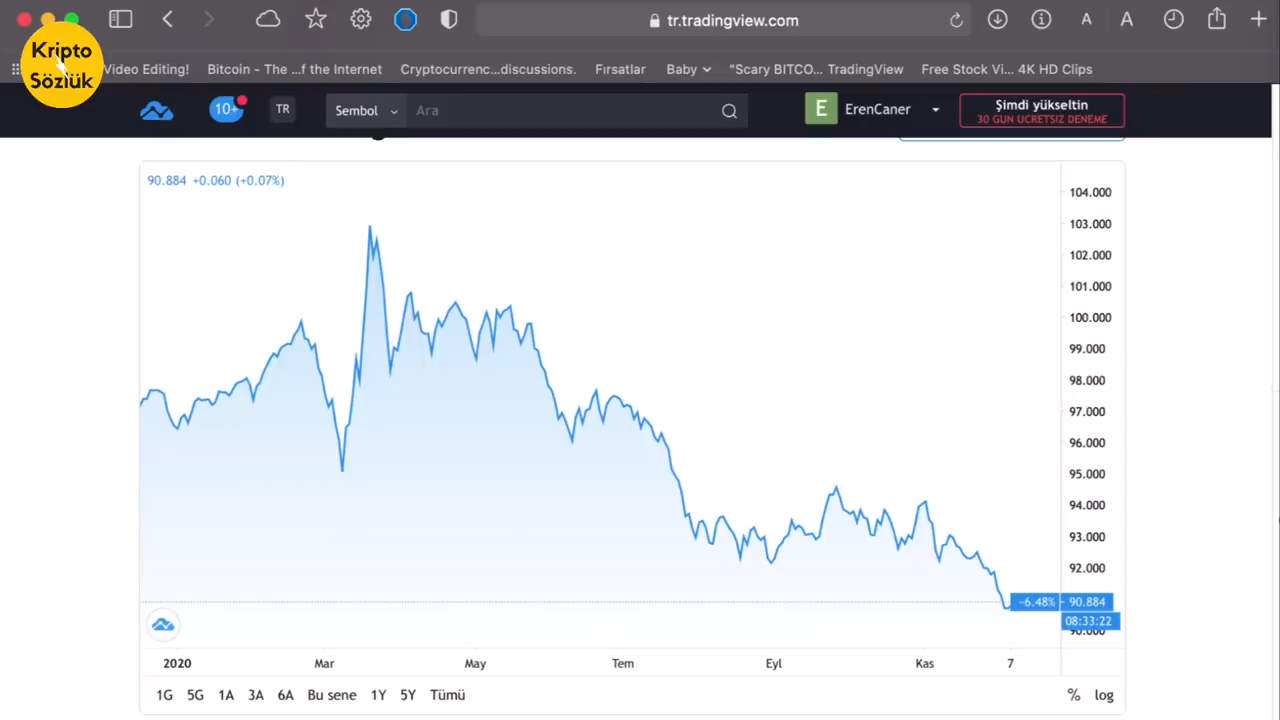 tr.tradingview.com
A
A
Kripto
Sözlük
Video Editing!
Bitcoin - The ...f the Internet
Cryptocurrenc...discussions.
Fırsatlar
Baby
"Scary BITCO... TradingView
Free Stock Vi... 4K HD Clips
10+
TR
Sembol
Ara
E
ErenCaner
Şimdi yükseltin
30 GÜN ÜCRETSİZ DENEME
90.884 +0.060 (+0.07%)
104.000
103.000
102.000
101.000
100.000
99.000
98.000
97.000
96.000
95.000
94.000
93.000
92.000
−6.48%
90.884
08:33:22
90.000
2020
Mar
May
Tem
Eyl
Kas
7
1G
5G
1A
3A
6A
Bu sene
1Y
5Y
Tümü
%
log